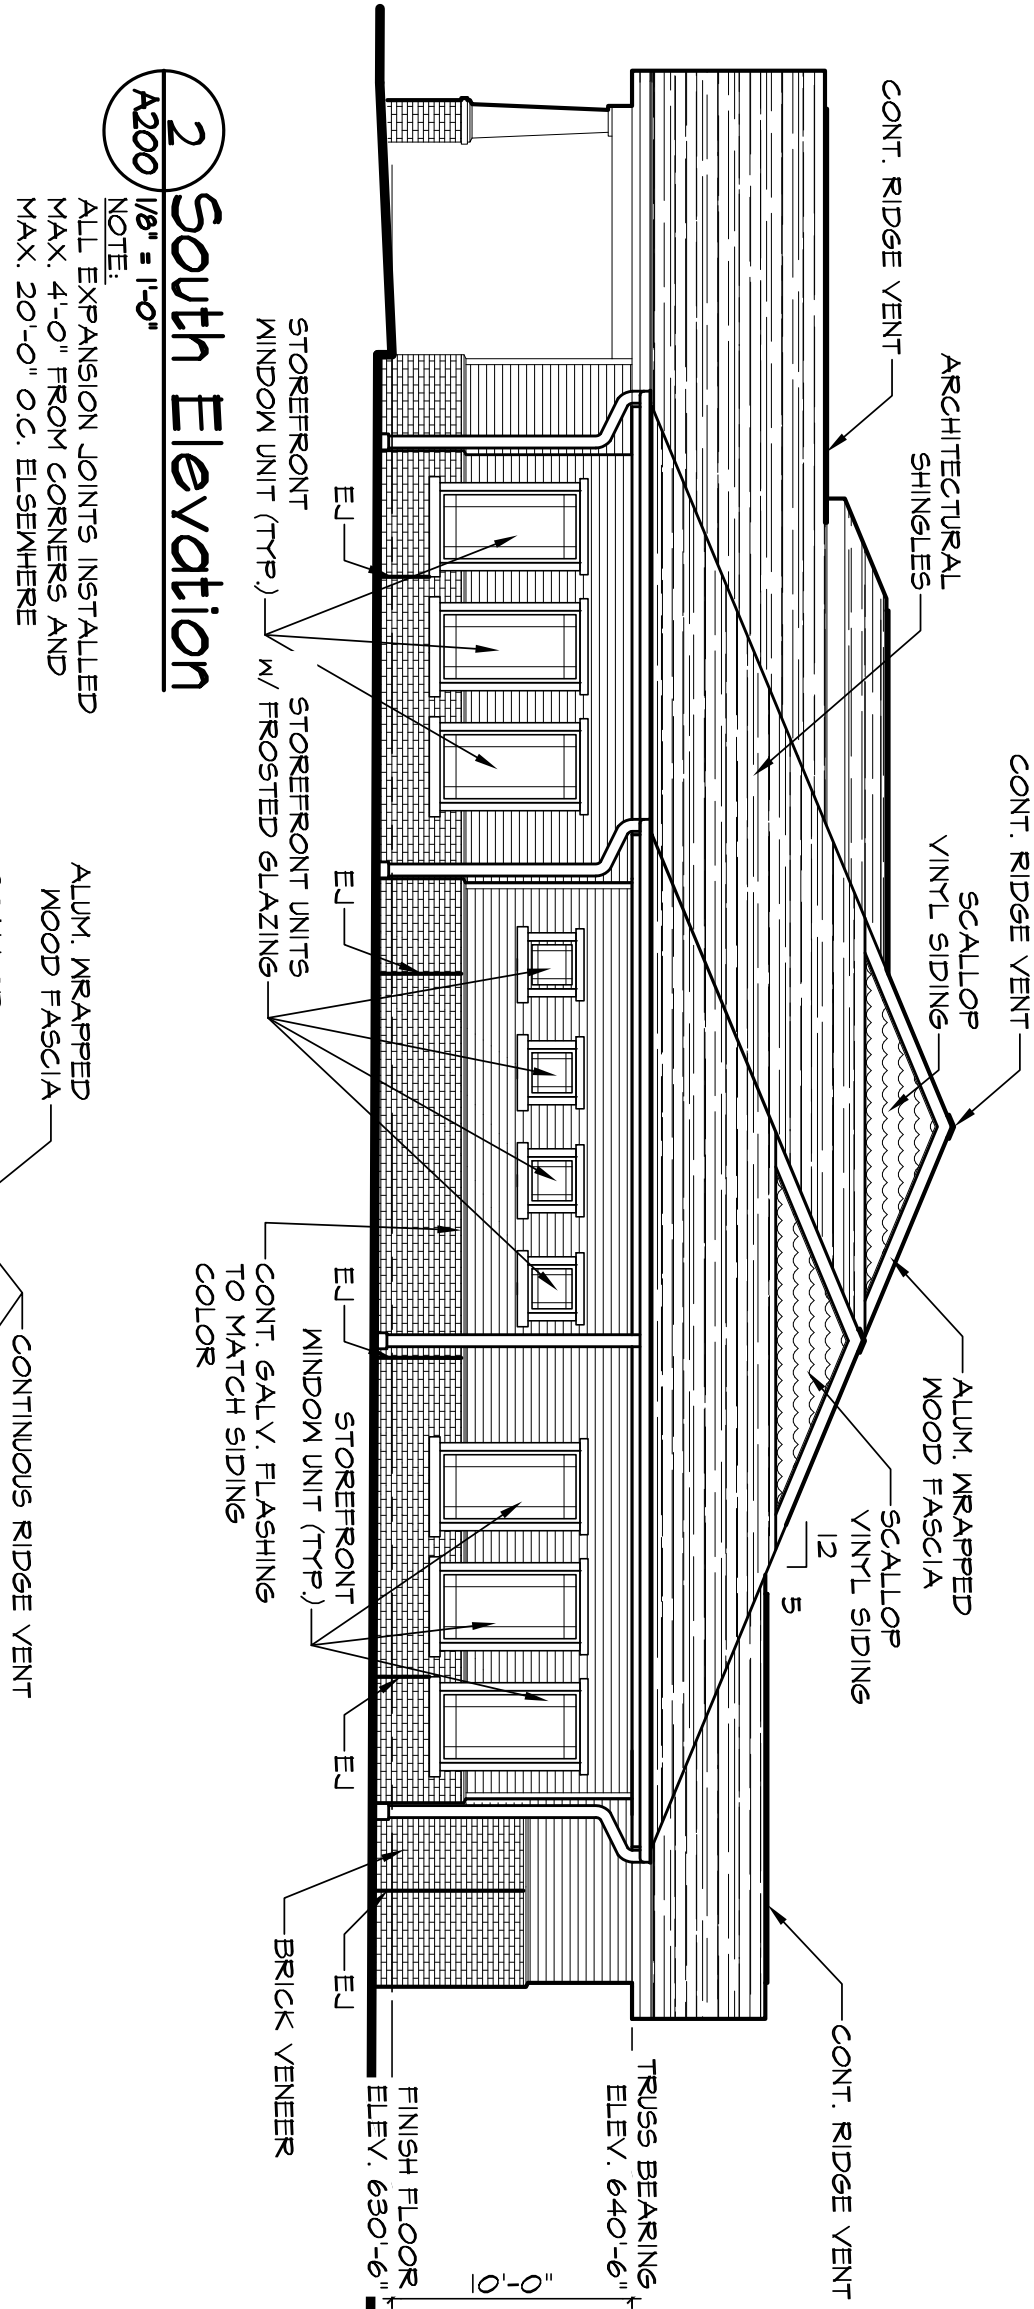 CONT. RIDGE VENT
ARCHITECTURAL
SHINGLES
CONT. RIDGE VENT
SCALLOP
VINYL SIDING
ALUM. WRAPPED
WOOD FASCIA
SCALLOP
VINYL SIDING
12
5
CONT. RIDGE VENT
TRUSS BEARING
ELEV. 640'-6"
10'-0"
FINISH FLOOR
ELEV. 630'-6"
STOREFRONT
WINDOW UNIT (TYP.)
EJ
STOREFRONT UNITS
W/ FROSTED GLAZING
EJ
CONT. GALV. FLASHING
TO MATCH SIDING
COLOR
EJ
STOREFRONT
WINDOW UNIT (TYP.)
EJ
EJ
BRICK VENEER
2
A200
South Elevation
1/8" = 1'-0"
NOTE:
ALL EXPANSION JOINTS INSTALLED
MAX. 4'-0" FROM CORNERS AND
MAX. 20'-0" O.C. ELSEWHERE
ALUM. WRAPPED
WOOD FASCIA
CONTINUOUS RIDGE VENT